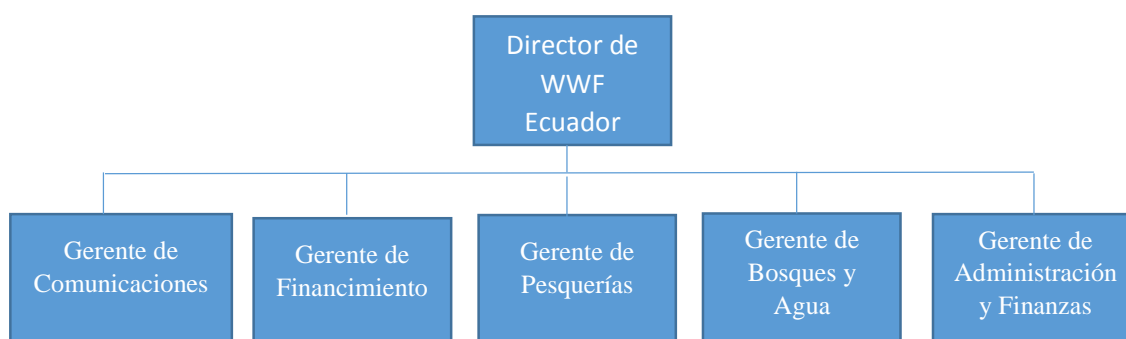 Director de
WWF
Ecuador
Gerente de
Comunicaciones
Gerente de
Financimiento
Gerente de
Pesquerías
Gerente de
Bosques y
Agua
Gerente de
Administración
y Finanzas